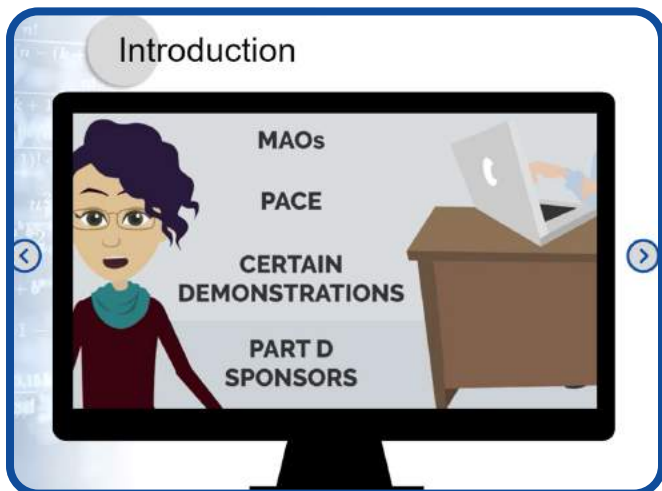 Introduction
MAOs
PACE
CERTAIN
DEMONSTRATIONS
PART D
SPONSORS